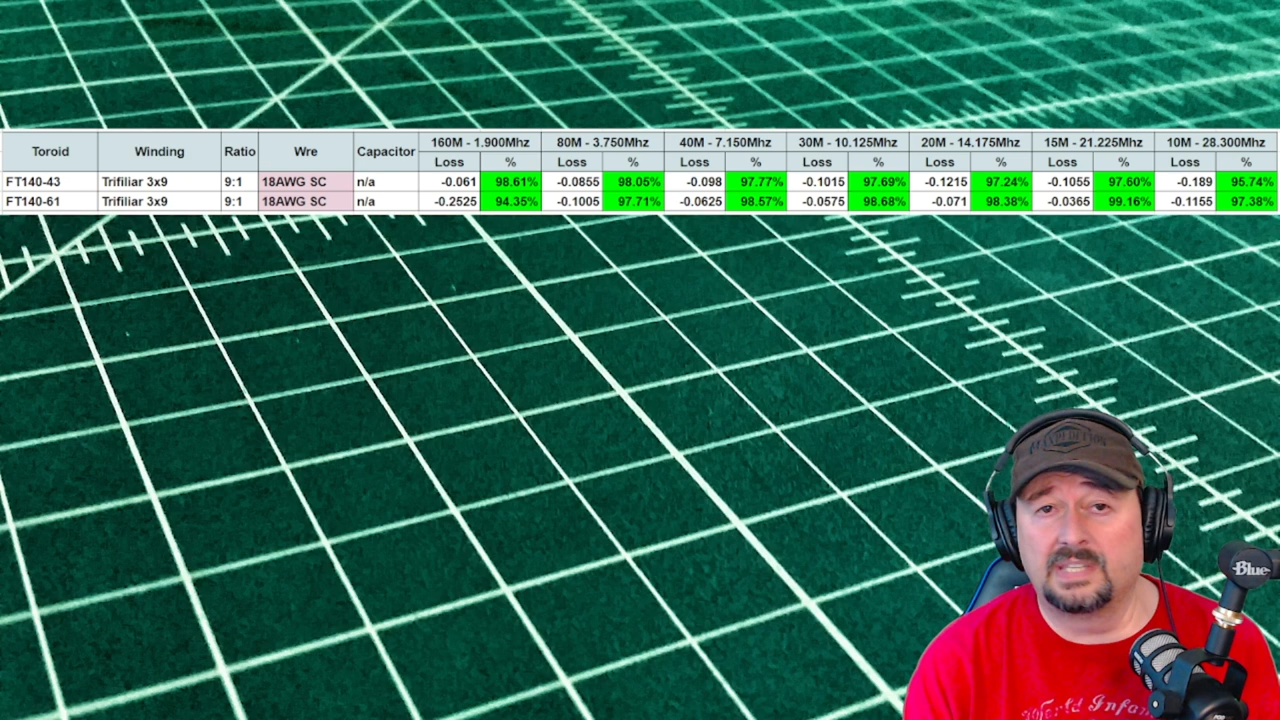 Toroid Winding Ratio Wre Capacitor 160M - 1.900Mhz 80M - 3.750Mhz 40M - 7.150Mhz 30M - 10.125Mhz 20M - 14.175Mhz 15M - 21.225Mhz 10M - 28.300Mhz
Loss % Loss % Loss % Loss % Loss % Loss % Loss %
FT140-43 Trifiliar 3x9 9:1 18AWG SC n/a -0.061 98.61% -0.0855 98.05% -0.098 97.77% -0.1015 97.69% -0.1215 97.24% -0.1055 97.60% -0.189 95.74%
FT140-61 Trifiliar 3x9 9:1 18AWG SC n/a -0.2525 94.35% -0.1005 97.71% -0.0625 98.57% -0.0575 98.68% -0.071 98.38% -0.0365 99.16% -0.1155 97.38%
Blue
World